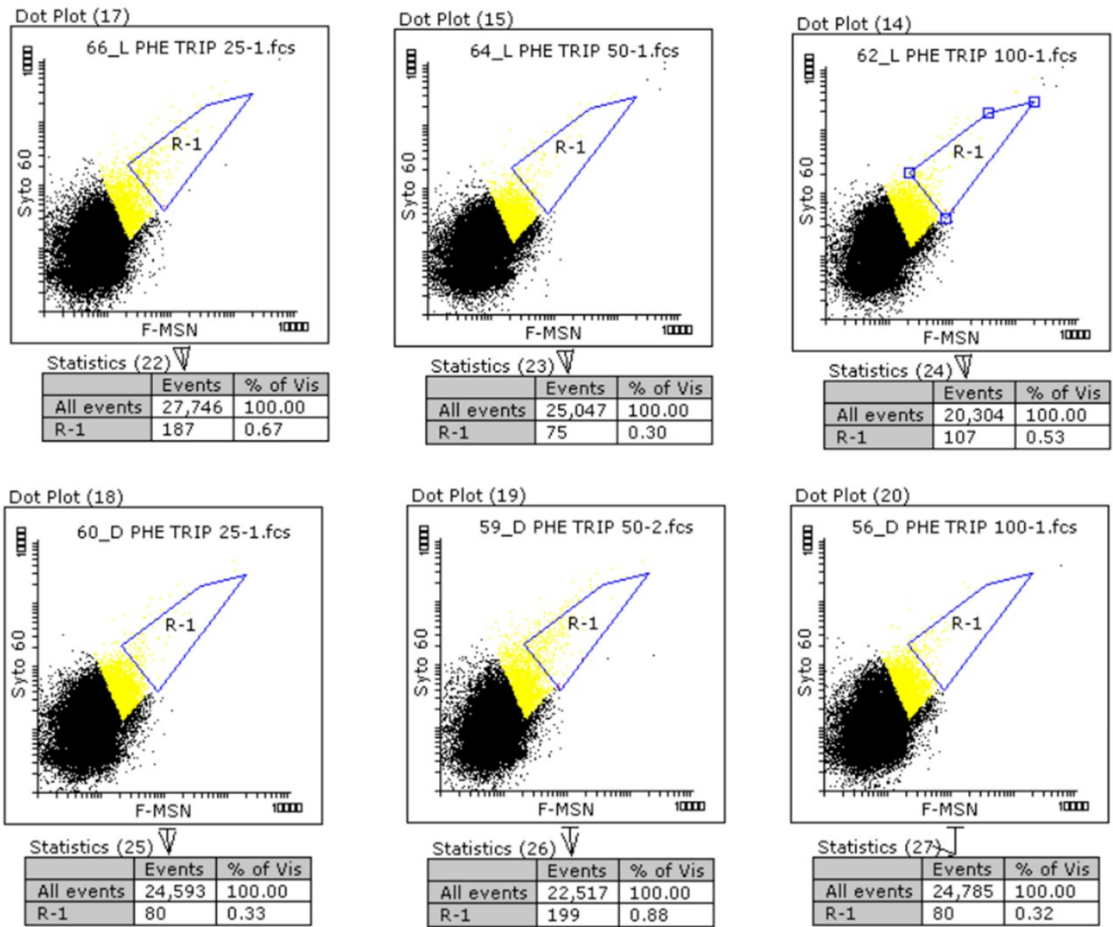 Dot Plot (17)
66_L PHE TRIP 25-1.fcs
R-1
Syto 60
F-MSN
Statistics (22)
Events % of Vis
All events 27,746 100.00
R-1 187 0.67
Dot Plot (15)
64_L PHE TRIP 50-1.fcs
R-1
Syto 60
F-MSN
Statistics (23)
Events % of Vis
All events 25,047 100.00
R-1 75 0.30
Dot Plot (14)
62_L PHE TRIP 100-1.fcs
R-1
Syto 60
F-MSN
Statistics (24)
Events % of Vis
All events 20,304 100.00
R-1 107 0.53
Dot Plot (18)
60_D PHE TRIP 25-1.fcs
R-1
Syto 60
F-MSN
Statistics (25)
Events % of Vis
All events 24,593 100.00
R-1 80 0.33
Dot Plot (19)
59_D PHE TRIP 50-2.fcs
R-1
Syto 60
F-MSN
Statistics (26)
Events % of Vis
All events 22,517 100.00
R-1 199 0.88
Dot Plot (20)
56_D PHE TRIP 100-1.fcs
R-1
Syto 60
F-MSN
Statistics (27)
Events % of Vis
All events 24,785 100.00
R-1 80 0.32